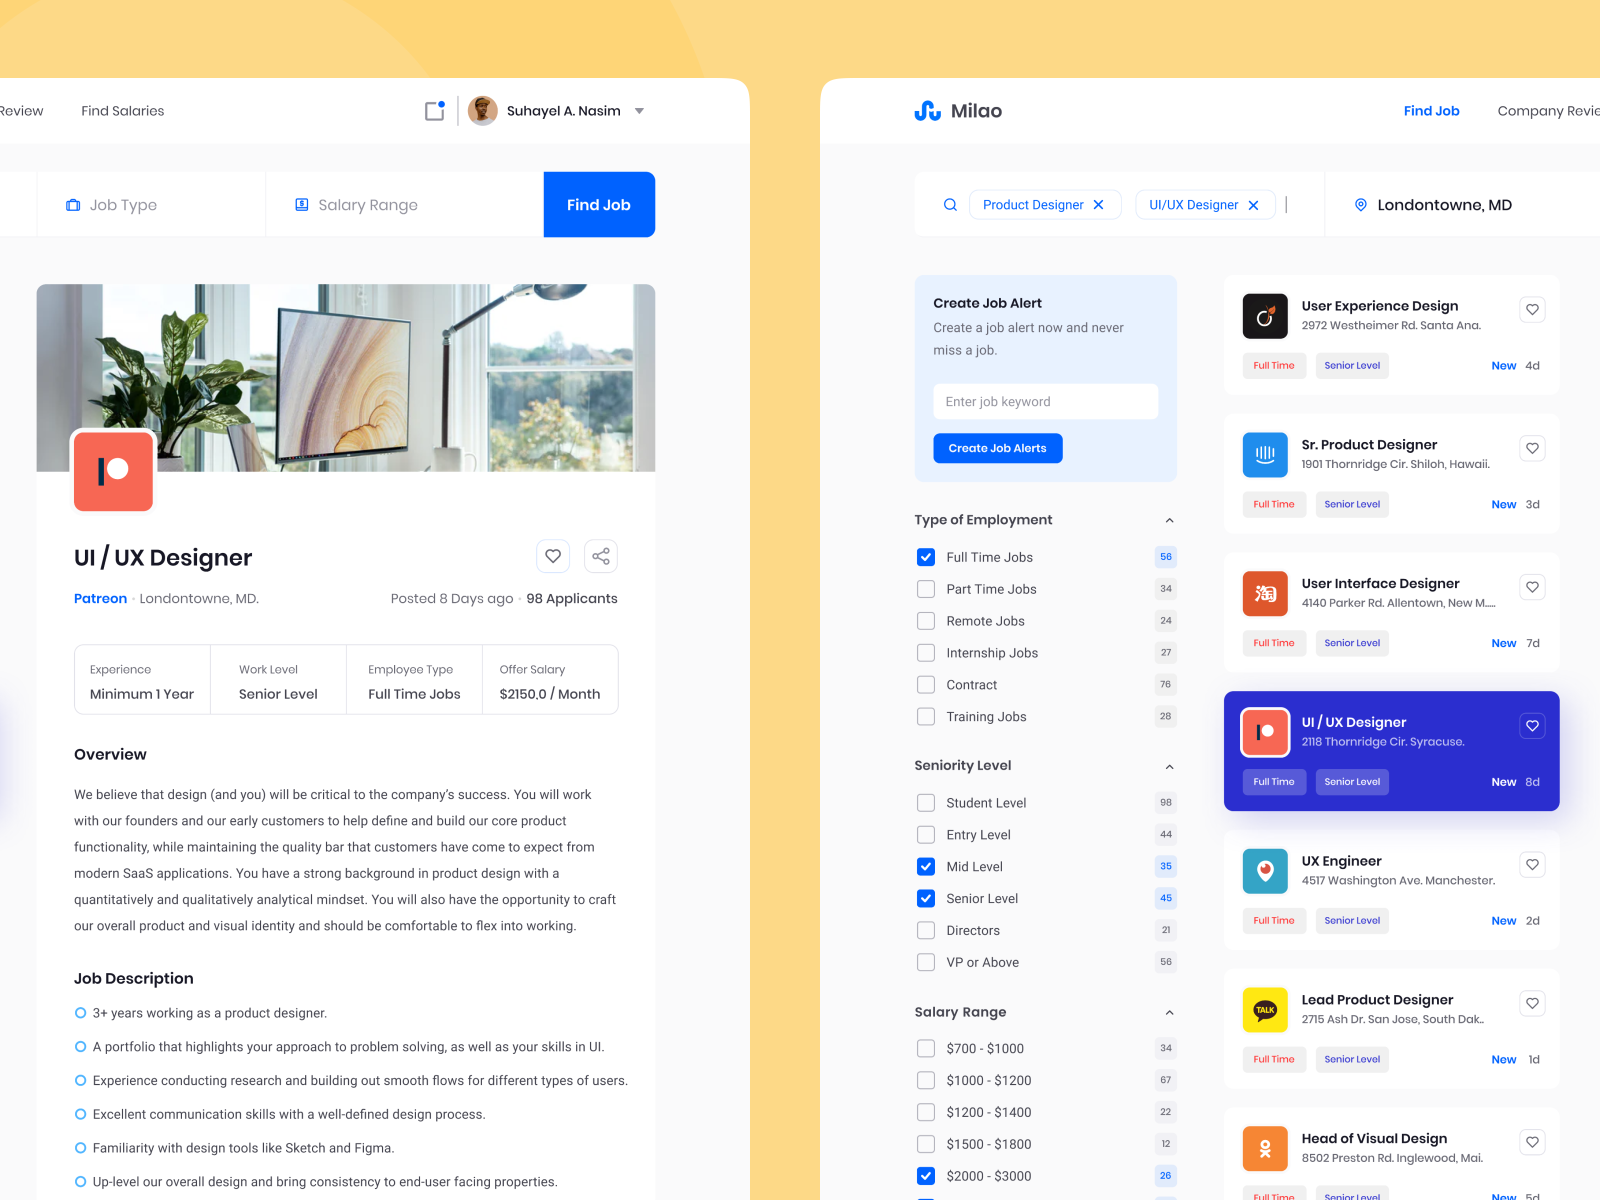 Review
Find Salaries
Suhayel A. Nasim
Job Type
Salary Range
Find Job
UI / UX Designer
Patreon · Londontowne, MD.
Posted 8 Days ago · 98 Applicants
Experience
Minimum 1 Year
Work Level
Senior Level
Employee Type
Full Time Jobs
Offer Salary
$2150.0 / Month
Overview
We believe that design (and you) will be critical to the company's success. You will work
with our founders and our early customers to help define and build our core product
functionality, while maintaining the quality bar that customers have come to expect from
modern SaaS applications. You have a strong background in product design with a
quantitatively and qualitatively analytical mindset. You will also have the opportunity to craft
our overall product and visual identity and should be comfortable to flex into working.
Job Description
3+ years working as a product designer.
A portfolio that highlights your approach to problem solving, as well as your skills in UI.
Experience conducting research and building out smooth flows for different types of users.
Excellent communication skills with a well-defined design process.
Familiarity with design tools like Sketch and Figma.
Up-level our overall design and bring consistency to end-user facing properties.
Milao
Find Job
Company Revie
Product Designer
UI/UX Designer
Londontowne, MD
Create Job Alert
Create a job alert now and never
miss a job.
Enter job keyword
Create Job Alerts
Type of Employment
Full Time Jobs 56
Part Time Jobs 34
Remote Jobs 24
Internship Jobs 27
Contract 76
Training Jobs 28
Seniority Level
Student Level 98
Entry Level 44
Mid Level 35
Senior Level 45
Directors 21
VP or Above 56
Salary Range
$700 - $1000 34
$1000 - $1200 67
$1200 - $1400 22
$1500 - $1800 12
$2000 - $3000 26
User Experience Design
2972 Westheimer Rd. Santa Ana.
Full Time Senior Level New 4d
Sr. Product Designer
1901 Thornridge Cir. Shiloh, Hawaii.
Full Time Senior Level New 3d
淘
User Interface Designer
4140 Parker Rd. Allentown, New M.....
Full Time Senior Level New 7d
UI / UX Designer
2118 Thornridge Cir. Syracuse.
Full Time Senior Level New 8d
UX Engineer
4517 Washington Ave. Manchester.
Full Time Senior Level New 2d
TALK
Lead Product Designer
2715 Ash Dr. San Jose, South Dak..
Full Time Senior Level New 1d
Head of Visual Design
8502 Preston Rd. Inglewood, Mai.
Full Time Senior Level New 5d